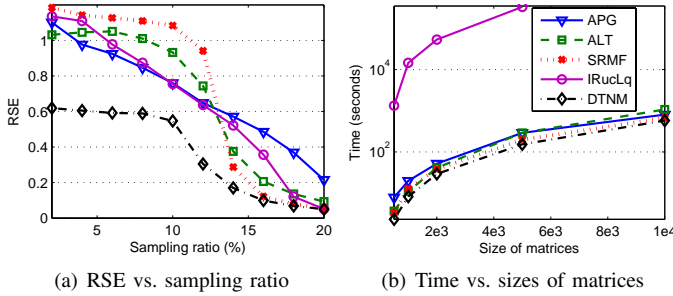 1
0.8
0.6
0.4
0.2
0
RSE
5
10
15
20
Sampling ratio (%)
(a) RSE vs. sampling ratio
10^4
10^2
Time (seconds)
2e3
4e3
6e3
8e3
1e4
Size of matrices
APG
ALT
SRMF
IRucLq
DTNM
(b) Time vs. sizes of matrices